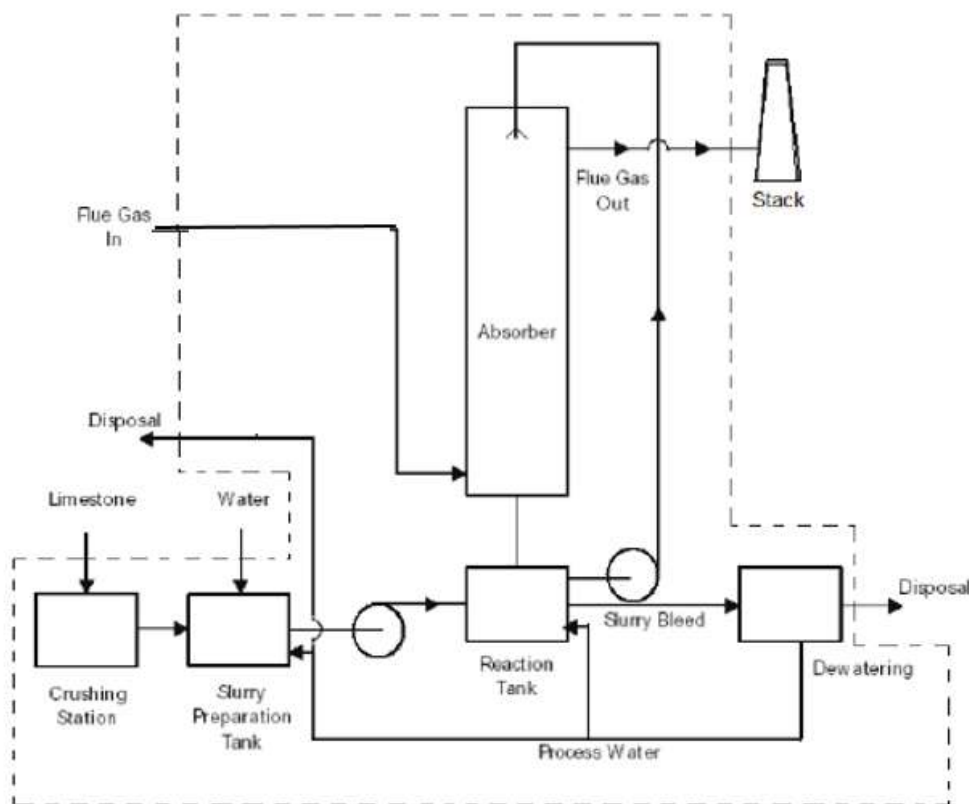 Flue Gas
Out
Stack
Flue Gas
In
Absorber
Disposal
Limestone
Water
Disposal
Slurry Bleed
Crushing
Station
Slurry
Preparation
Tank
Reaction
Tank
Dewatering
Process Water